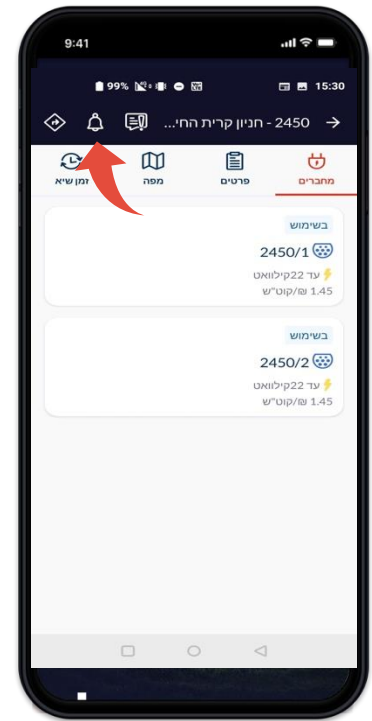 9:41
99%
15:30
2450 - חניון קרית החי...
מחברים
פרטים
מפה
זמן שיא
בשימוש
2450/1
עד 22קילוואט
1.45 ₪/קוט"ש
בשימוש
2450/2
עד 22קילוואט
1.45 ₪/קוט"ש